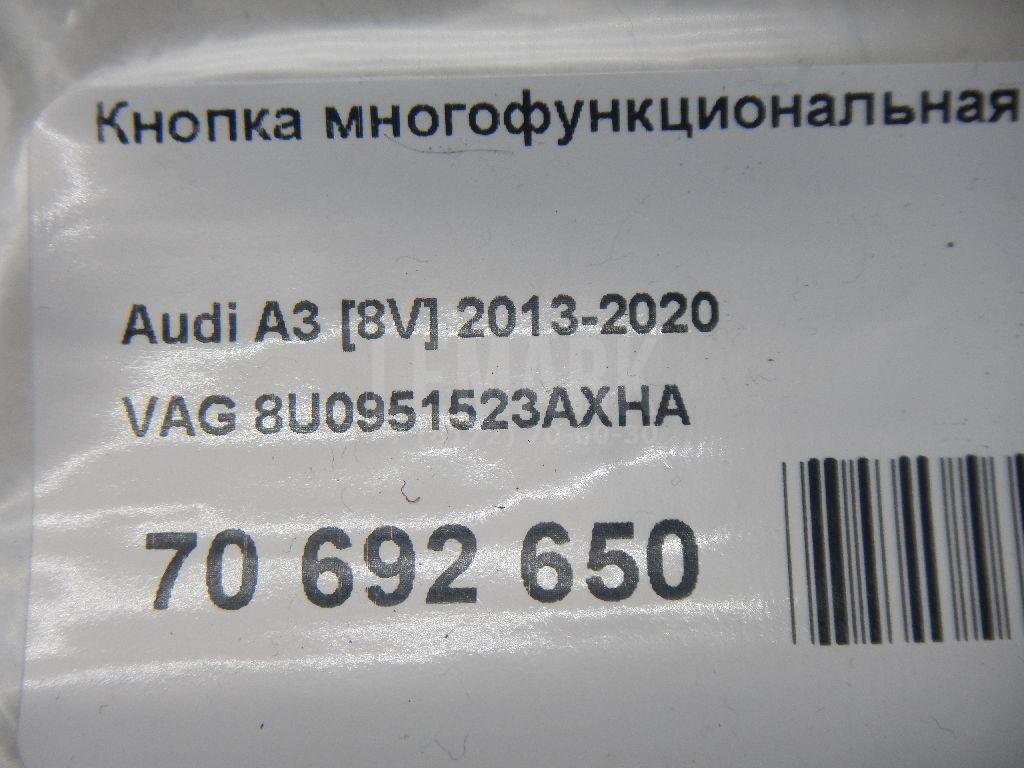 Кнопка многофункциональная
Audi A3 [8V] 2013-2020
VAG 8U0951523AXHA
70 692 650